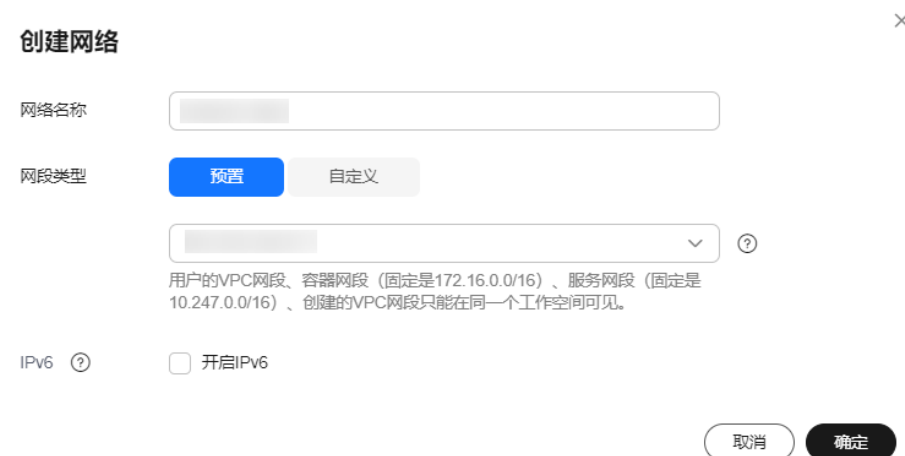 创建网络
网络名称
网段类型 预置 自定义
用户的VPC网段、容器网段（固定是172.16.0.0/16）、服务网段（固定是
10.247.0.0/16）、创建的VPC网段只能在同一个工作空间可见。
IPv6 ? 开启IPv6
取消 确定